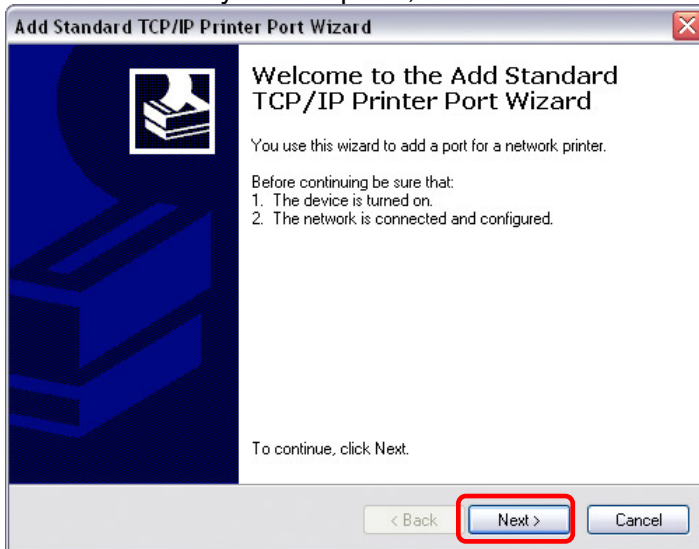 Add Standard TCP/IP Printer Port Wizard
Welcome to the Add Standard
TCP/IP Printer Port Wizard
You use this wizard to add a port for a network printer.
Before continuing be sure that:
1. The device is turned on.
2. The network is connected and configured.
To continue, click Next.
< Back
Next >
Cancel